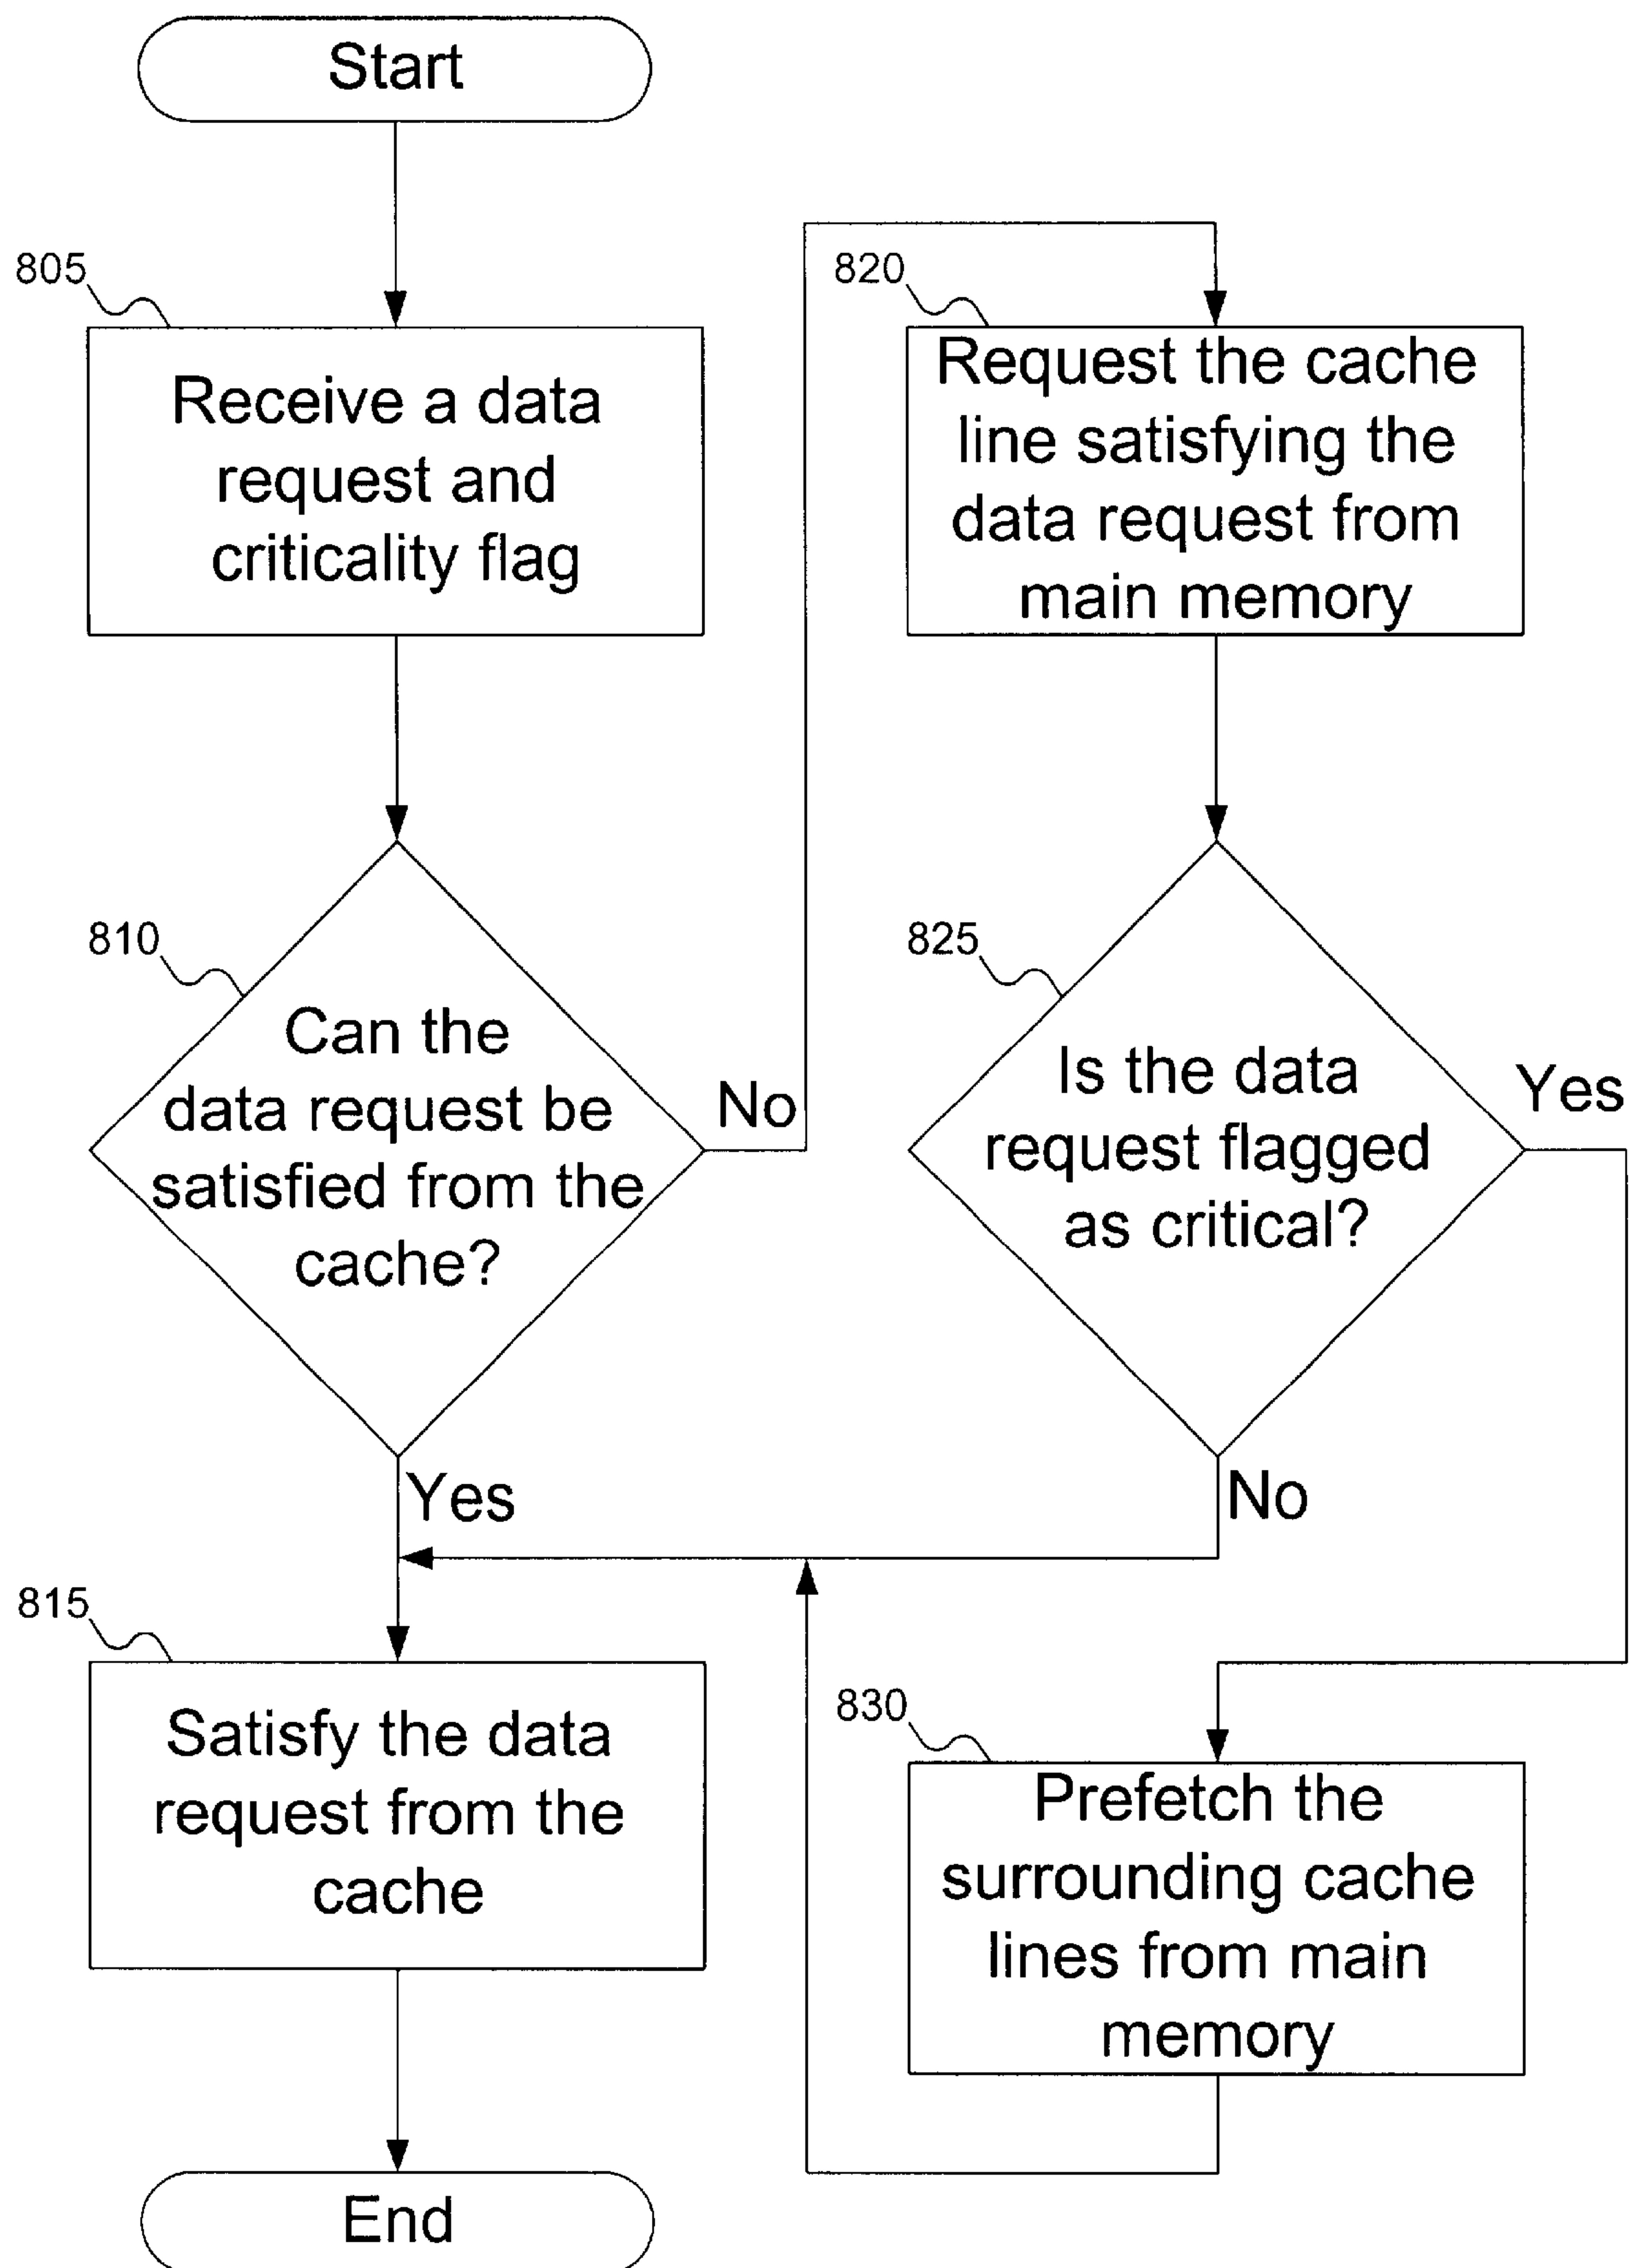 Start
805
Receive a data
request and
criticality flag
810
Can the
data request be
satisfied from the
cache?
No
Yes
815
Satisfy the data
request from the
cache
End
820
Request the cache
line satisfying the
data request from
main memory
825
Is the data
request flagged
as critical?
Yes
No
830
Prefetch the
surrounding cache
lines from main
memory